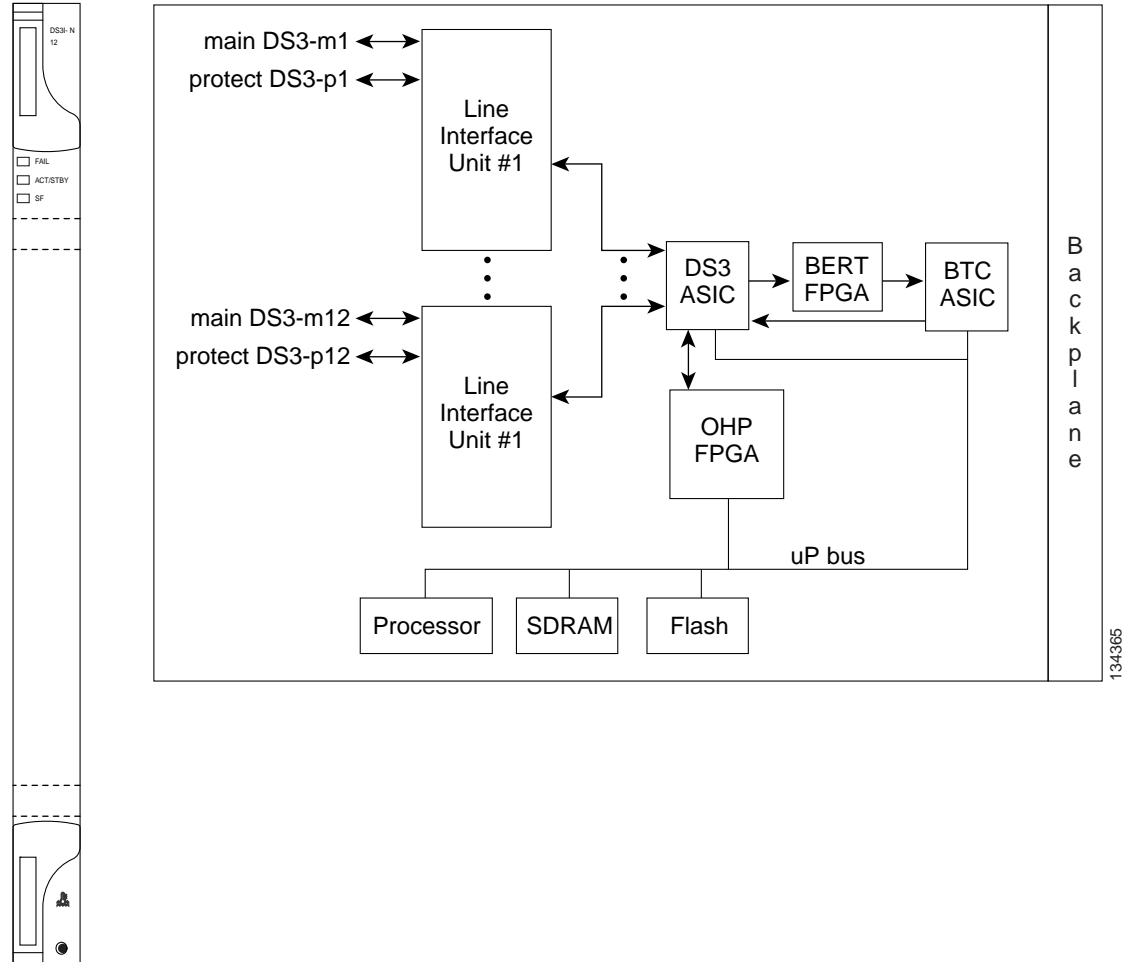 DS3I- N
12
FAIL
ACT/STBY
SF
main DS3-m1
protect DS3-p1
Line
Interface
Unit #1
main DS3-m12
protect DS3-p12
Line
Interface
Unit #1
DS3
ASIC
BERT
FPGA
BTC
ASIC
OHP
FPGA
uP bus
Processor
SDRAM
Flash
B
a
c
k
p
l
a
n
e
134365